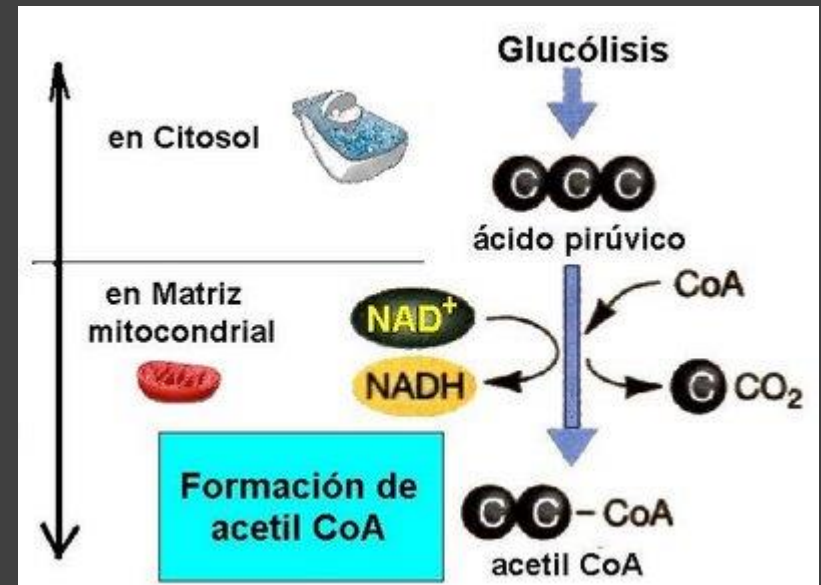 Glucólisis
en Citosol
C C C
ácido pirúvico
en Matriz
mitocondrial
NAD+
NADH
CoA
C CO₂
Formación de
acetil CoA
C C - CoA
acetil CoA